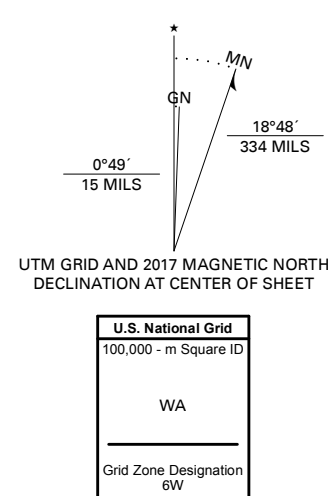 ★
MN
GN
18°48´
334 MILS
0°49´
15 MILS
UTM GRID AND 2017 MAGNETIC NORTH
DECLINATION AT CENTER OF SHEET
U.S. National Grid
100,000 - m Square ID
WA
Grid Zone Designation
6W